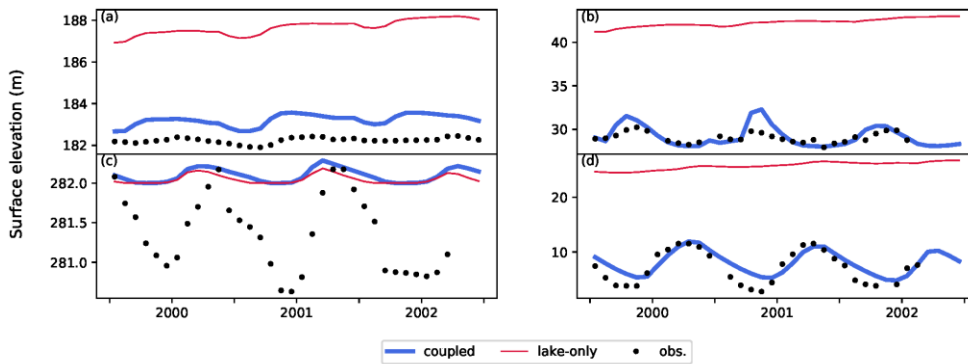 Surface elevation (m)
(a)
188
186
184
182
(b)
40
35
30
(c)
282.0
281.5
281.0
2000
2001
2002
(d)
20
10
2000
2001
2002
coupled
lake-only
obs.